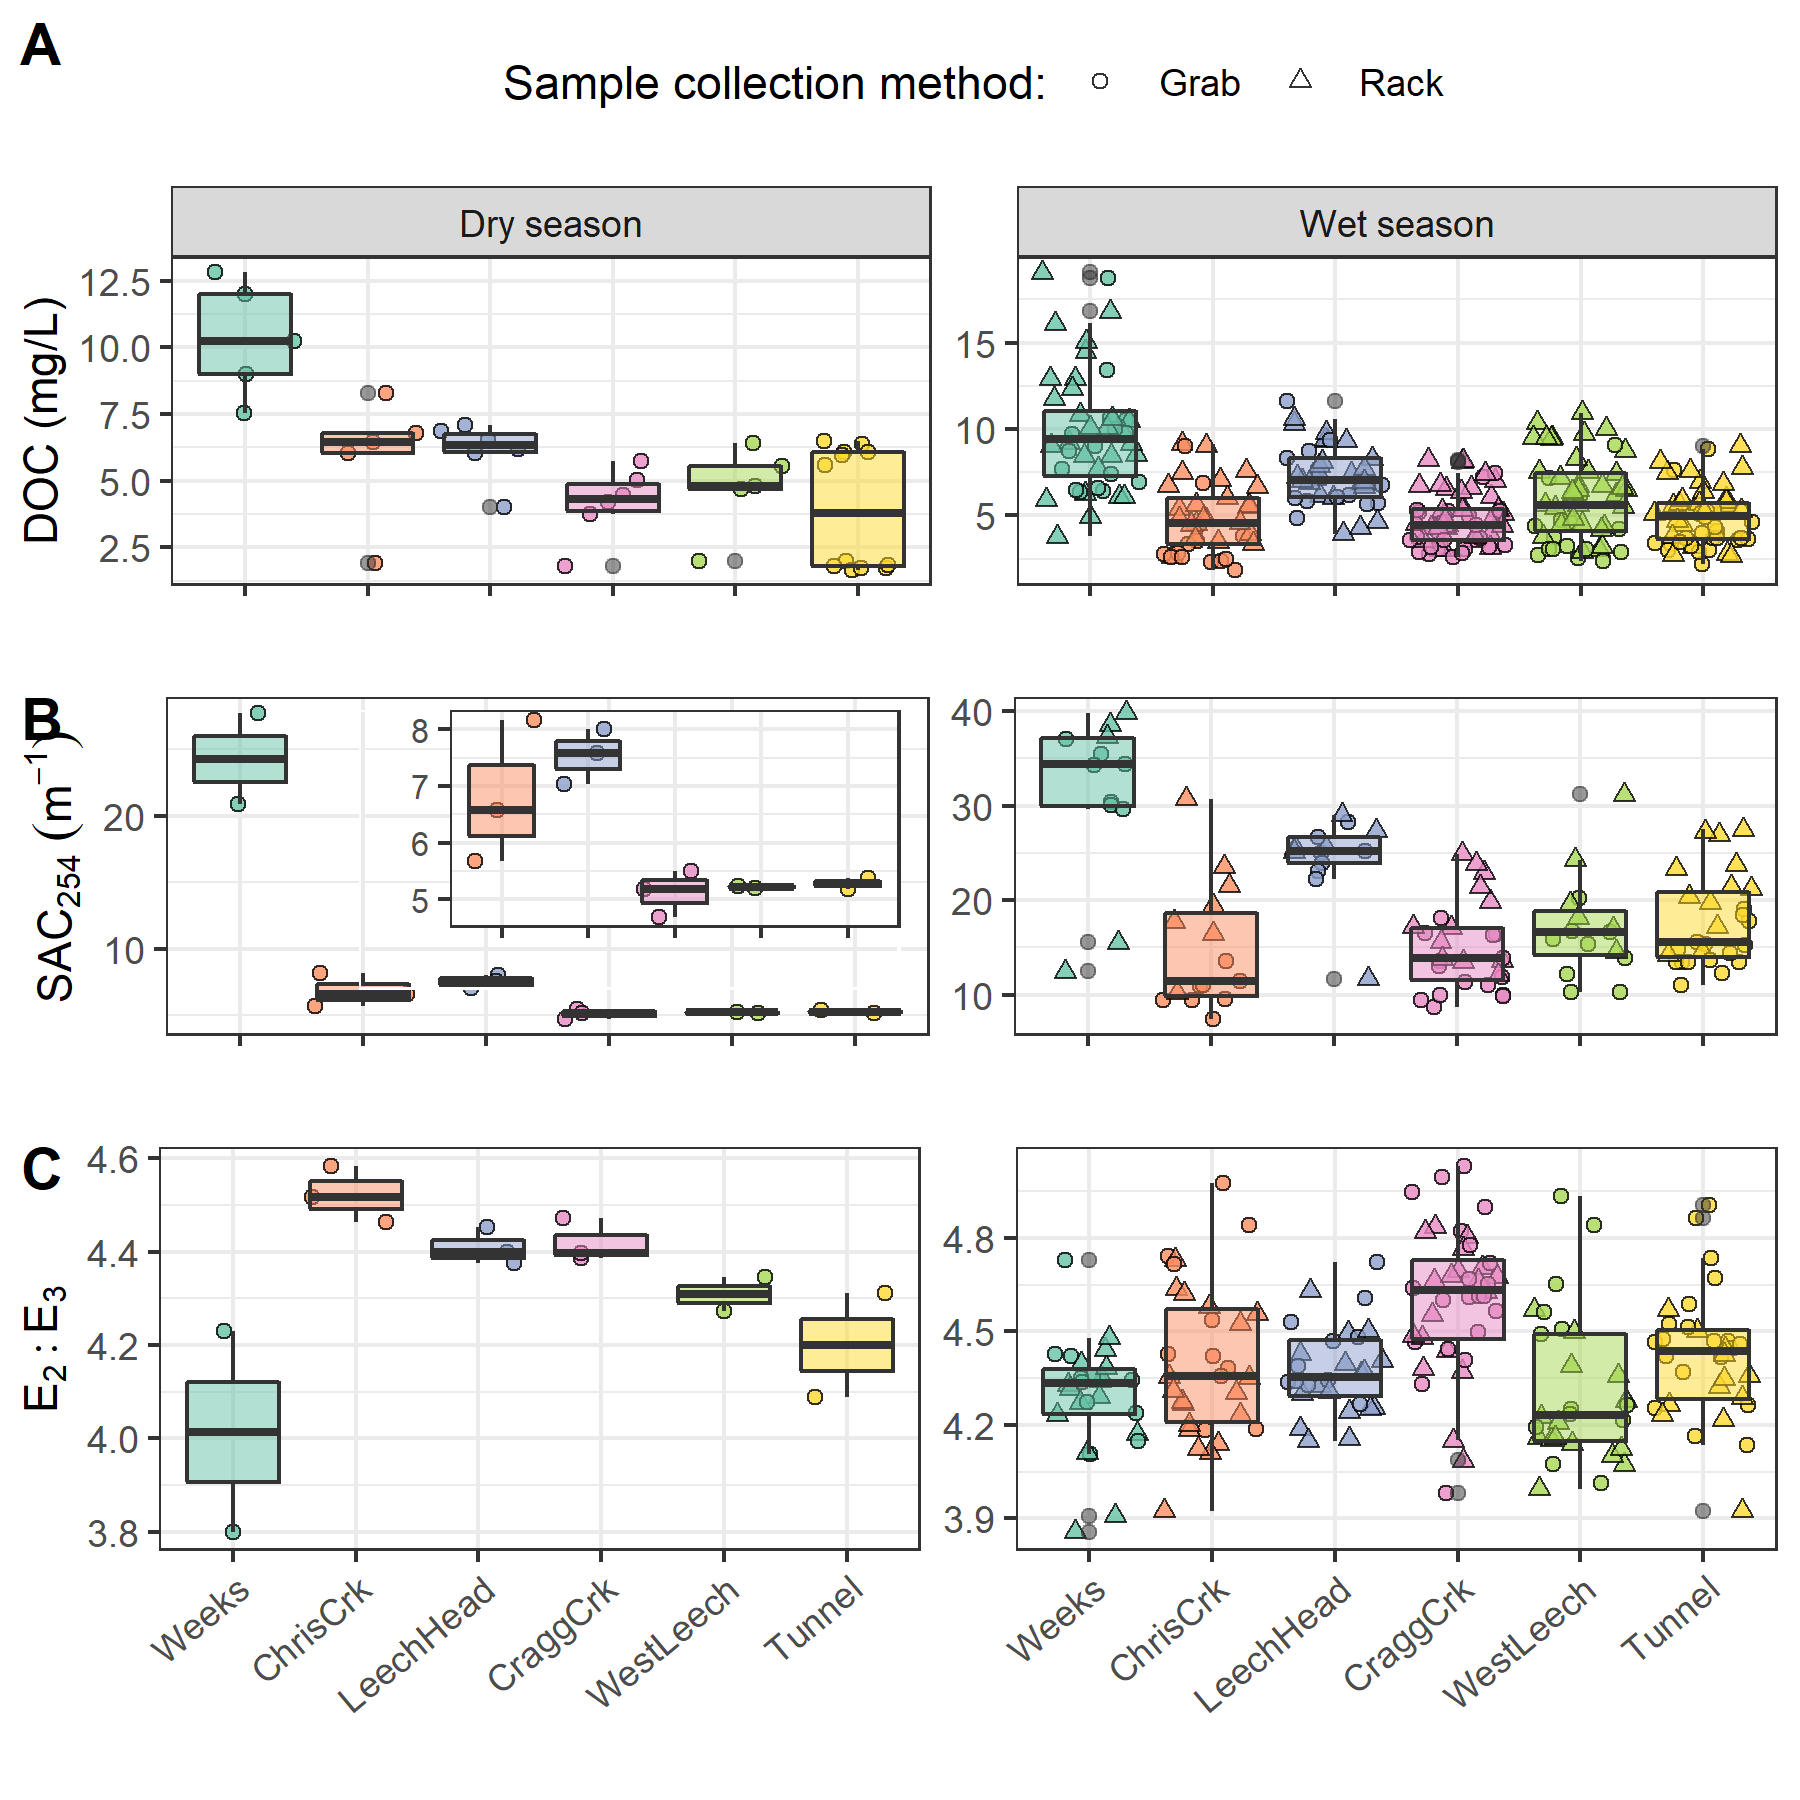 A
Sample collection method: Grab Rack
Dry season Wet season
DOC (mg/L)
12.5
10.0
7.5
5.0
2.5
15
10
5
B
SAC₂₅₄ (m⁻¹)
20
10
8
7
6
5
40
30
20
10
C
E₂ : E₃
4.6
4.4
4.2
4.0
3.8
4.8
4.5
4.2
3.9
Weeks ChrisCrk LeechHead CraggCrk WestLeech Tunnel
Weeks ChrisCrk LeechHead CraggCrk WestLeech Tunnel